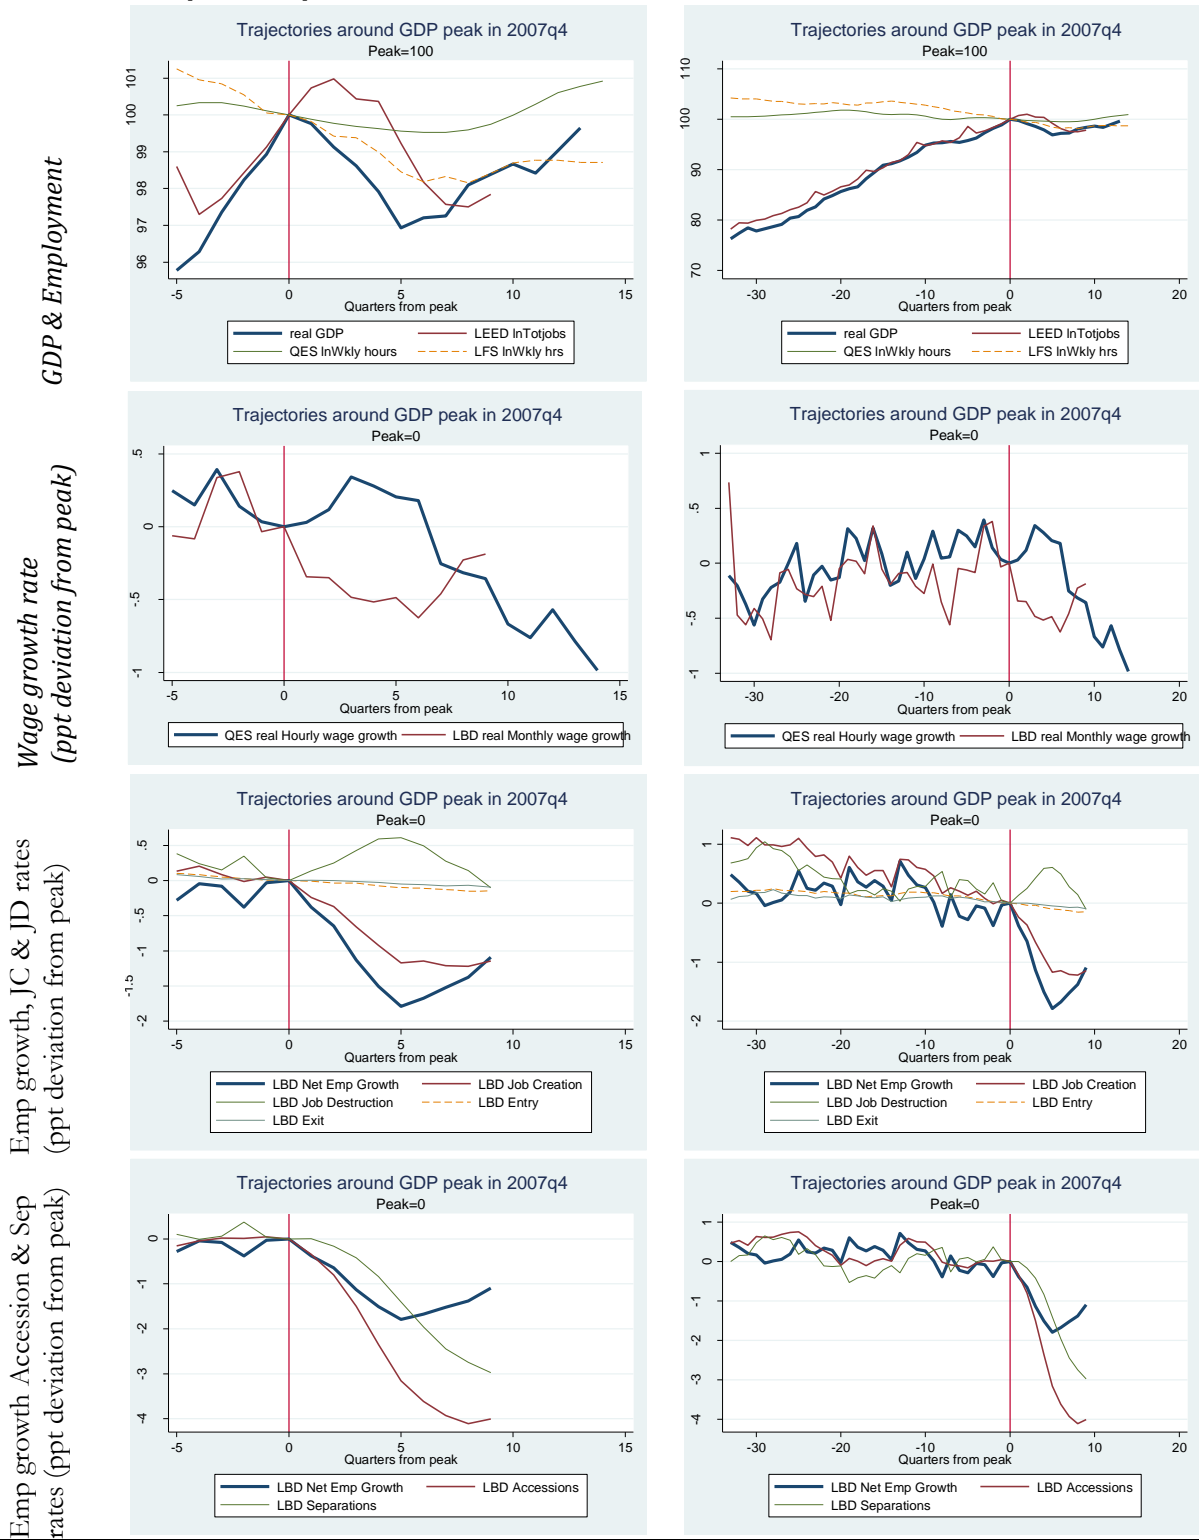 GDP & Employment
Trajectories around GDP peak in 2007q4
Peak=100
101
100
99
98
97
96
-5
0
5
10
15
Quarters from peak
real GDP
LEED lnTotjobs
QES lnWkly hours
LFS lnWkly hrs
Trajectories around GDP peak in 2007q4
Peak=100
110
100
90
80
70
-30
-20
-10
0
10
20
Quarters from peak
real GDP
LEED lnTotjobs
QES lnWkly hours
LFS lnWkly hrs
Wage growth rate
(ppt deviation from peak)
Trajectories around GDP peak in 2007q4
Peak=0
.5
0
-.5
-1
-5
0
5
10
15
Quarters from peak
QES real Hourly wage growth
LBD real Monthly wage growth
Trajectories around GDP peak in 2007q4
Peak=0
1
.5
0
-.5
-1
-30
-20
-10
0
10
20
Quarters from peak
QES real Hourly wage growth
LBD real Monthly wage growth
Emp growth, JC & JD rates
(ppt deviation from peak)
Trajectories around GDP peak in 2007q4
Peak=0
.5
0
-.5
-1
-1.5
-2
-5
0
5
10
15
Quarters from peak
LBD Net Emp Growth
LBD Job Creation
LBD Job Destruction
LBD Entry
LBD Exit
Trajectories around GDP peak in 2007q4
Peak=0
1
0
-1
-2
-30
-20
-10
0
10
20
Quarters from peak
LBD Net Emp Growth
LBD Job Creation
LBD Job Destruction
LBD Entry
LBD Exit
Emp growth Accession & Sep
rates (ppt deviation from peak)
Trajectories around GDP peak in 2007q4
Peak=0
0
-1
-2
-3
-4
-5
0
5
10
15
Quarters from peak
LBD Net Emp Growth
LBD Accessions
LBD Separations
Trajectories around GDP peak in 2007q4
Peak=0
1
0
-1
-2
-3
-4
-30
-20
-10
0
10
20
Quarters from peak
LBD Net Emp Growth
LBD Accessions
LBD Separations